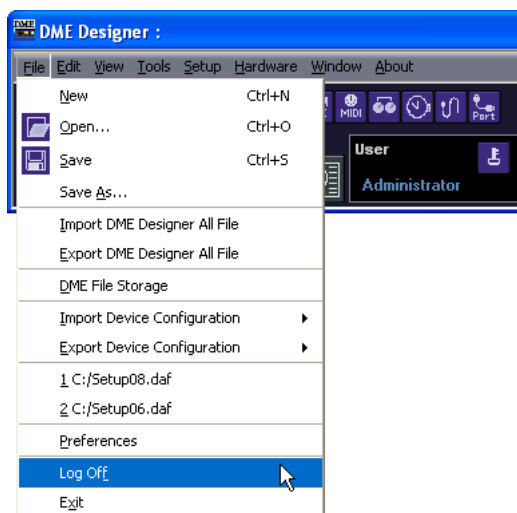 DME DME Designer :
File Edit View Tools Setup Hardware Window About
New Ctrl+N
Open... Ctrl+O
Save Ctrl+S
Save As...
MIDI Port
User
Administrator
Import DME Designer All File
Export DME Designer All File
DME File Storage
Import Device Configuration
Export Device Configuration
1 C:/Setup08.daf
2 C:/Setup06.daf
Preferences
Log Off
Exit